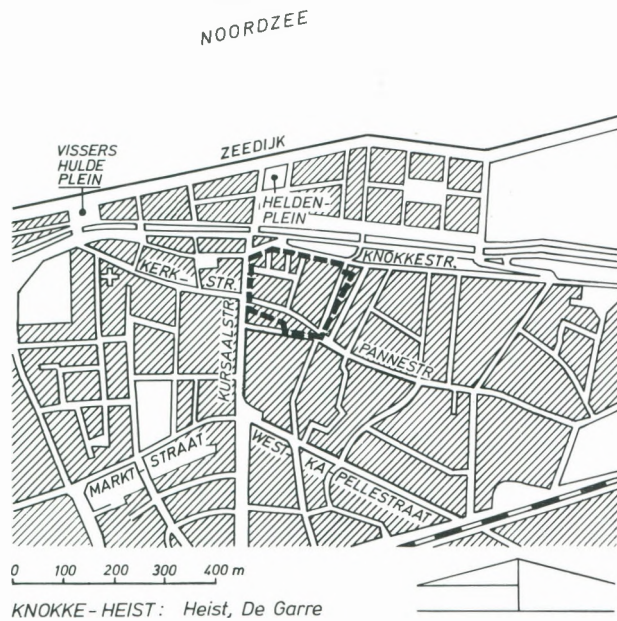 NOORDZEE
ZEEDIJK
VISSERS
HULDE
PLEIN
HELDEN-
PLEIN
KNOKKESTR.
KERK-
STR.
KURSAALSTR.
PANNESTR.
MARKT-STRAAT
WEST-
KA
PELLESTRAAT
0 100 200 300 400 m
KNOKKE-HEIST: Heist, De Garre